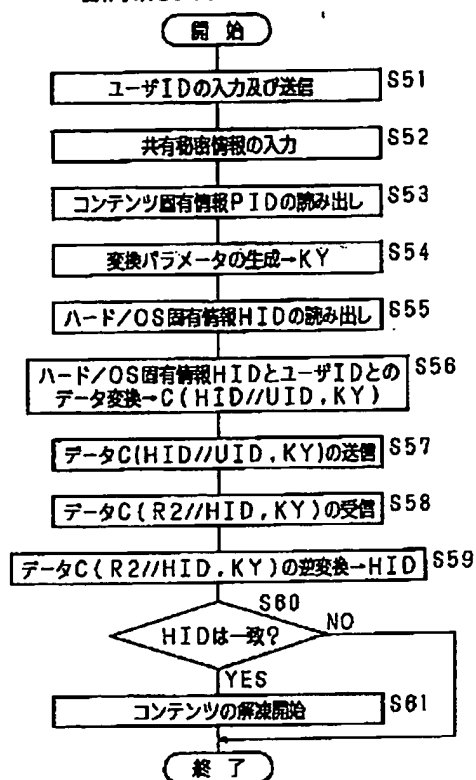 開 始
ユーザIDの入力及び送信
S51
共有秘密情報の入力
S52
コンテンツ固有情報PIDの読み出し
S53
変換パラメータの生成→KY
S54
ハード/OS固有情報HIDの読み出し
S55
ハード/OS固有情報HIDとユーザIDとの
データ変換→C(HID//UID,KY)
S56
データC(HID//UID,KY)の送信
S57
データC(R2//HID,KY)の受信
S58
データC(R2//HID,KY)の逆変換→HID
S59
S60
HIDは一致?
NO
YES
コンテンツの解凍開始
S61
終 了